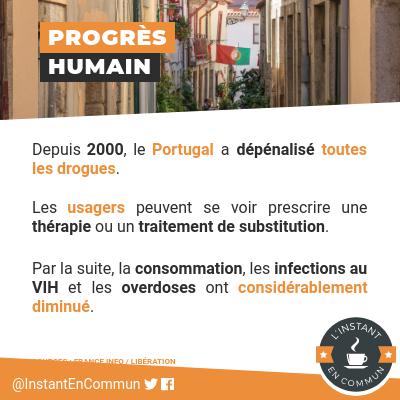 PROGRÈS
HUMAIN
Depuis 2000, le Portugal a dépénalisé toutes
les drogues.
Les usagers peuvent se voir prescrire une
thérapie ou un traitement de substitution.
Par la suite, la consommation, les infections au
VIH et les overdoses ont considérablement
diminué.
: FRANCE INFO / LIBÉRATION
@InstantEnCommun
L'INSTANT
EN COMMUN